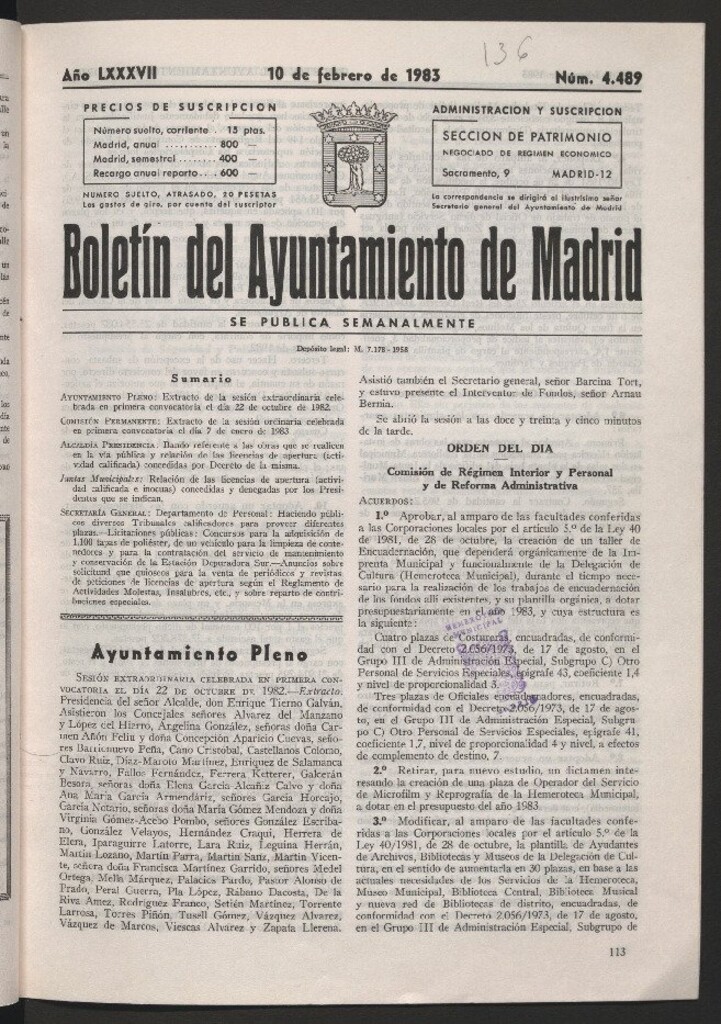 136
Año LXXXVII
10 de febrero de 1983
Núm. 4.489
PRECIOS DE SUSCRIPCION
Número suelto, corriente . 15 ptas.
Madrid, anual ........... 800 —
Madrid, semestral ........ 400 —
Recargo anual reparto... 600 —
NUMERO SUELTO, ATRASADO, 20 PESETAS
Los gastos de giro, por cuenta del suscriptor
ADMINISTRACION Y SUSCRIPCION
SECCION DE PATRIMONIO
NEGOCIADO DE REGIMEN ECONOMICO
Sacramento, 9 MADRID-12
La correspondencia se dirigirá al ilustrísimo señor
Secretario general del Ayuntamiento de Madrid
Boletín del Ayuntamiento de Madrid
SE PUBLICA SEMANALMENTE
Depósito legal: M. 7.178 - 1958
Sumario
AYUNTAMIENTO PLENO: Extracto de la sesión extraordinaria cele-
brada en primera convocatoria el día 22 de octubre de 1982.
COMISIÓN PERMANENTE: Extracto de la sesión ordinaria celebrada
en primera convocatoria el día 7 de enero de 1983
ALCALDÍA PRESIDENCIA: Bando referente a las obras que se realicen
en la vía pública y relación de las licencias de apertura (acti-
vidad calificada) concedidas por Decreto de la misma.
Juntas Municipales: Relación de las licencias de apertura (activi-
dad calificada e inocuas) concedidas y denegadas por los Presi-
dentes que se indican.
SECRETARÍA GENERAL: Departamento de Personal: Haciendo públi-
cos diversos Tribunales calificadores para proveer diferentes
plazas.—Licitaciones públicas: Concursos para la adquisición de
1.100 tapas de poliéster, de un vehículo para la limpieza de conte-
nedores y para la contratación del servicio de mantenimiento
y conservación de la Estación Depuradora Sur.—Anuncios sobre
solicitud que quioscos para la venta de periódicos y revistas
de peticiones de licencias de apertura según el Reglamento de
Actividades Molestas, Insalubres, etc., y sobre reparto de contri-
buciones especiales.
Ayuntamiento Pleno
SESIÓN EXTRAORDINARIA CELEBRADA EN PRIMERA CON-
VOCATORIA EL DÍA 22 DE OCTUBRE DE 1982.—Extracto.
Presidencia del señor Alcalde, don Enrique Tierno Galván.
Asistieron los Concejales señores Alvarez del Manzano
y López del Hierro, Angelina González, señoras doña Car-
men Añón Feliu y doña Concepción Aparicio Cuevas, seño-
res Barrionuevo Peña, Cano Cristobal, Castellanos Colomo,
Clavo Ruiz, Díaz-Maroto Martínez, Enríquez de Salamanca
y Navarro, Fallos Fernández, Ferrera Ketterer, Galcerán
Besora, señoras doña Elena García-Alcañiz Calvo y doña
Ana María García Armendáriz, señores García Horcajo,
García Notario, señoras doña María Gómez Mendoza y doña
Virginia Gómez-Acebo Pombo, señores González Escriba-
no, González Velayos, Hernández Craqui, Herrera de
Elera, Iparaguirre Latorre, Lara Ruiz, Leguina Herrán,
Martín Lozano, Martín Parra, Martín Sanz, Martín Vicen-
te, señora doña Francisca Martínez Garrido, señores Medel
Ortega, Mella Márquez, Palacios Pardo, Pastor Alonso de
Prado, Peral Guerra, Pla López, Rábano Dacosta, De la
Riva Amez, Rodríguez Franco, Setién Martínez, Torrente
Larrosa, Torres Piñón, Tusell Gómez, Vázquez Alvarez,
Vázquez de Marcos, Viescas Alvarez y Zapata Llerena.
Asistió también el Secretario general, señor Barcina Tort,
y estuvo presente el Interventor de Fondos, señor Arnau
Bernia.
Se abrió la sesión a las doce y treinta y cinco minutos
de la tarde.
ORDEN DEL DIA
Comisión de Régimen Interior y Personal
y de Reforma Administrativa
ACUERDOS:
1.º Aprobar, al amparo de las facultades conferidas
a las Corporaciones locales por el artículo 5.º de la Ley 40
de 1981, de 28 de octubre, la creación de un taller de
Encuadernación, que dependerá orgánicamente de la Im-
prenta Municipal y funcionalmente de la Delegación de
Cultura (Hemeroteca Municipal), durante el tiempo nece-
sario para la realización de los trabajos de encuadernación
de los fondos allí existentes, y su plantilla orgánica, a dotar
presupuestariamente en el año 1983, y cuya estructura es
la siguiente:
Cuatro plazas de Costureras, encuadradas, de conformi-
dad con el Decreto 2.056/1973, de 17 de agosto, en el
Grupo III de Administración Especial, Subgrupo C) Otro
Personal de Servicios Especiales, epígrafe 43, coeficiente 1,4
y nivel de proporcionalidad 3.
Tres plazas de Oficiales encuadernadores, encuadradas,
de conformidad con el Decreto 2.056/1973, de 17 de agos-
to, en el Grupo III de Administración Especial, Subgru-
po C) Otro Personal de Servicios Especiales, epígrafe 41,
coeficiente 1,7, nivel de proporcionalidad 4 y nivel, a efectos
de complemento de destino, 7.
2.º Retirar, para nuevo estudio, un dictamen inte-
resando la creación de una plaza de Operador del Servicio
de Microfilm y Reprografía de la Hemeroteca Municipal,
a dotar en el presupuesto del año 1983.
3.º Modificar, al amparo de las facultades confe-
ridas a las Corporaciones locales por el artículo 5.º de la
Ley 40/1981, de 28 de octubre, la plantilla de Ayudantes
de Archivos, Bibliotecas y Museos de la Delegación de Cul-
tura, en el sentido de aumentarla en 30 plazas, en base a las
actuales necesidades de los Servicios de la Hemeroteca,
Museo Municipal, Biblioteca Central, Biblioteca Musical
y nueva red de Bibliotecas de distrito, encuadradas, de
conformidad con el Decreto 2.056/1973, de 17 de agosto,
en el Grupo III de Administración Especial, Subgrupo de
HEMEROTECA
MUNICIPAL
113